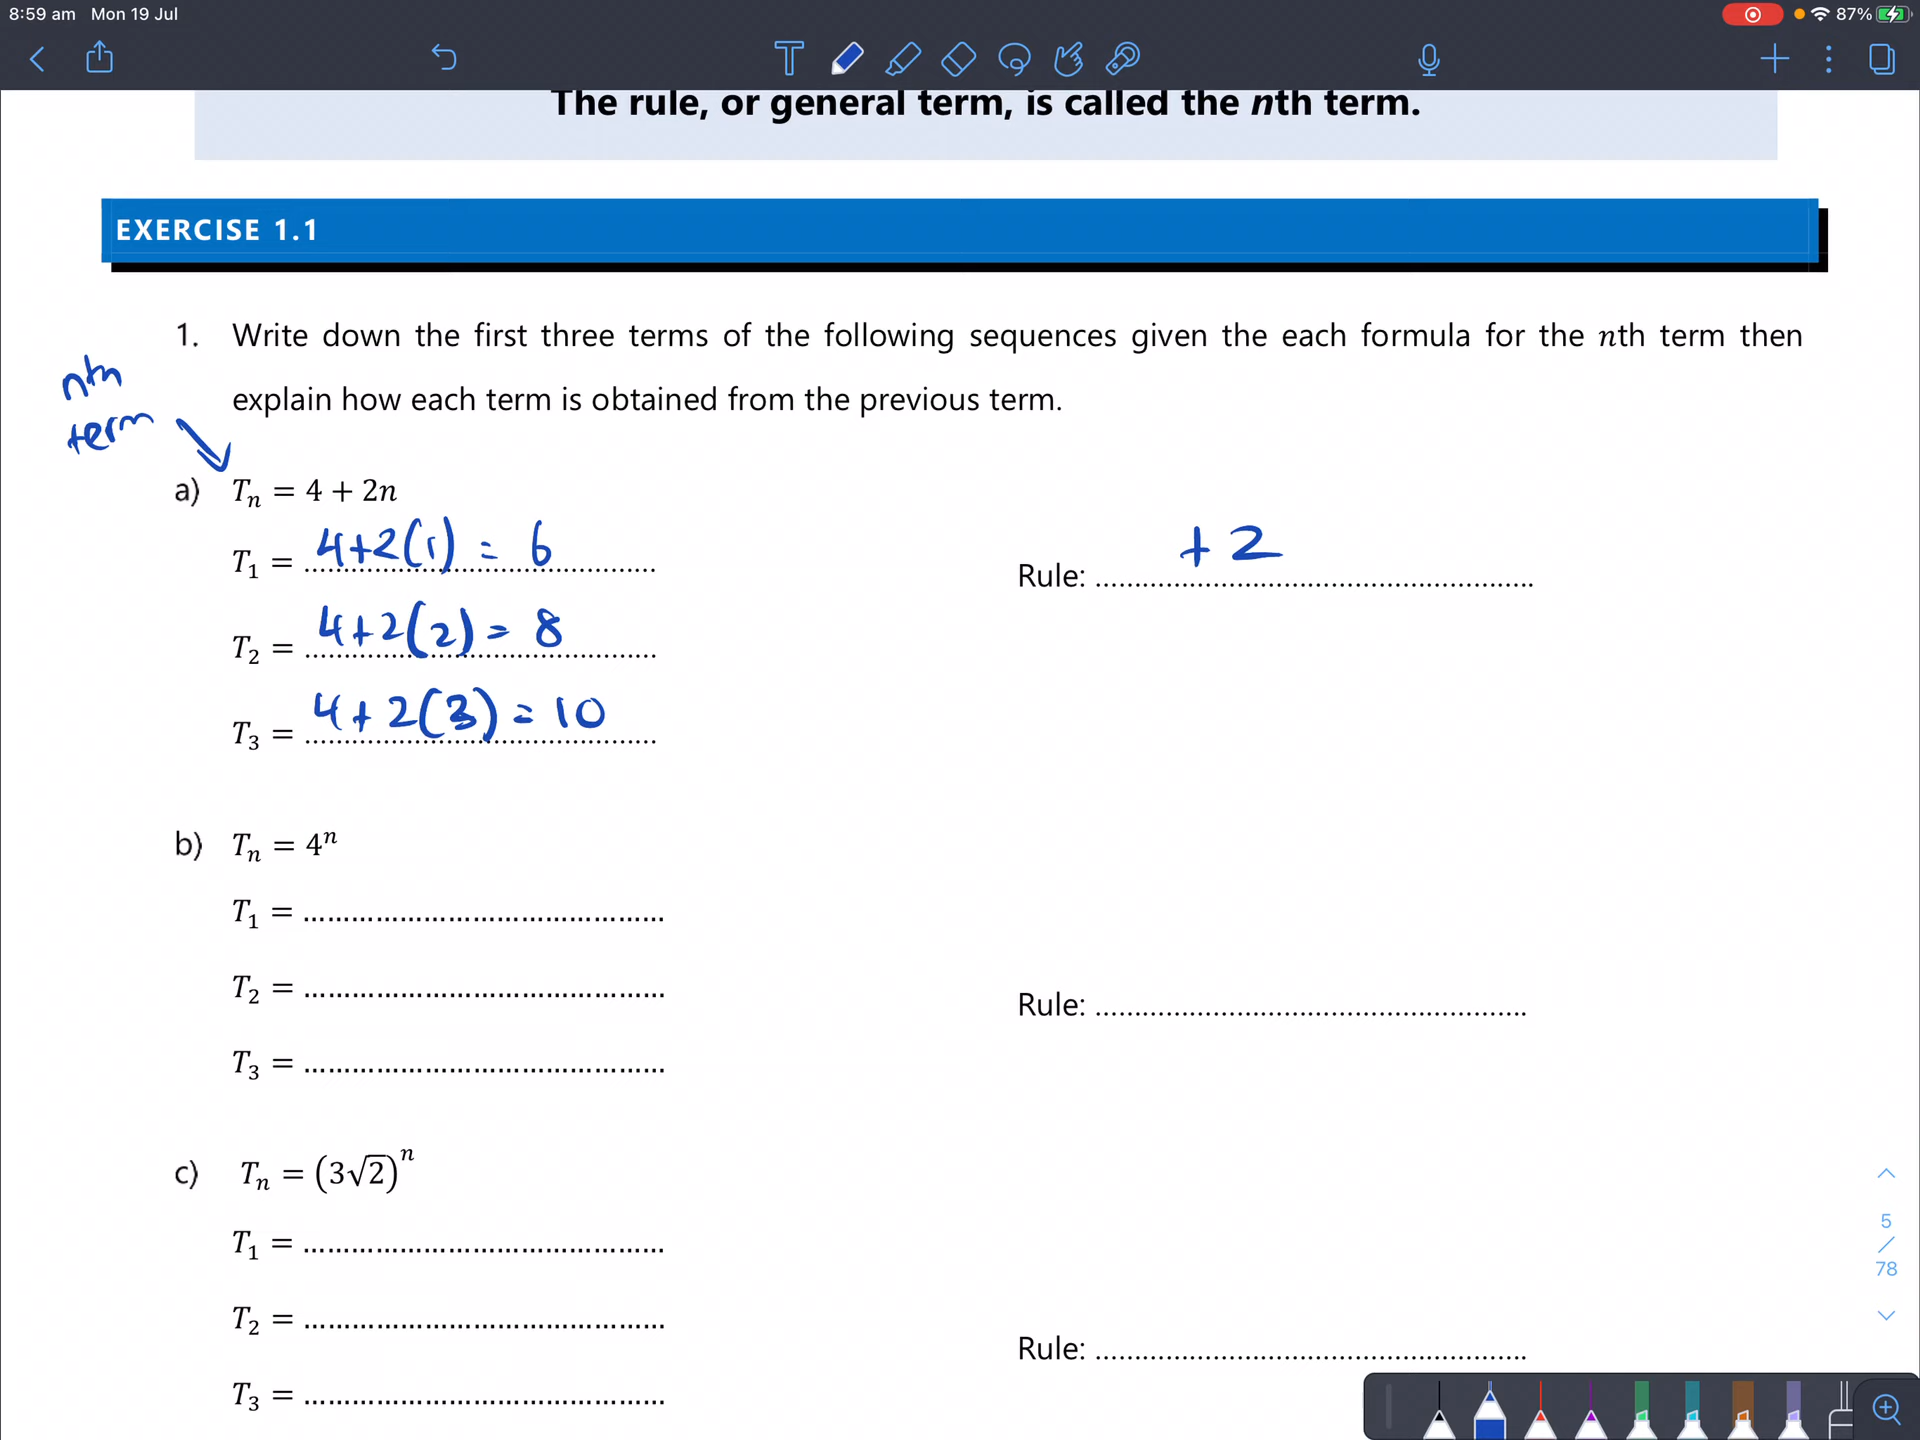 8:59 am Mon 19 Jul
87%
The rule, or general term, is called the nth term.
EXERCISE 1.1
1. Write down the first three terms of the following sequences given the each formula for the nth term then
explain how each term is obtained from the previous term.
nth
term
a) Tₙ = 4 + 2n
T₁ = 4+2(1) = 6
Rule: +2
T₂ = 4+2(2) = 8
T₃ = 4+2(3) = 10
b) Tₙ = 4ⁿ
T₁ = ................................................
T₂ = ................................................
Rule: ................................................
T₃ = ................................................
c) Tₙ = (3√2)ⁿ
T₁ = ................................................
T₂ = ................................................
Rule: ................................................
T₃ = ................................................
5
/
78